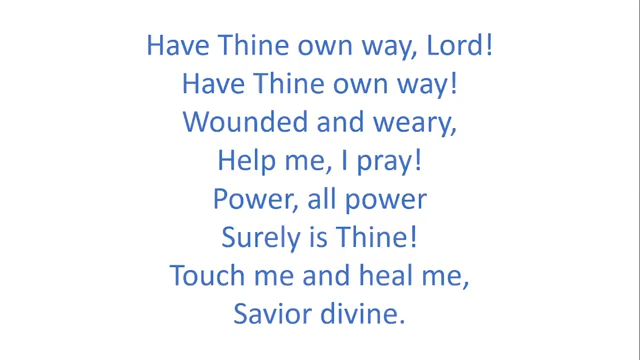 Have Thine own way, Lord!
Have Thine own way!
Wounded and weary,
Help me, I pray!
Power, all power
Surely is Thine!
Touch me and heal me,
Savior divine.